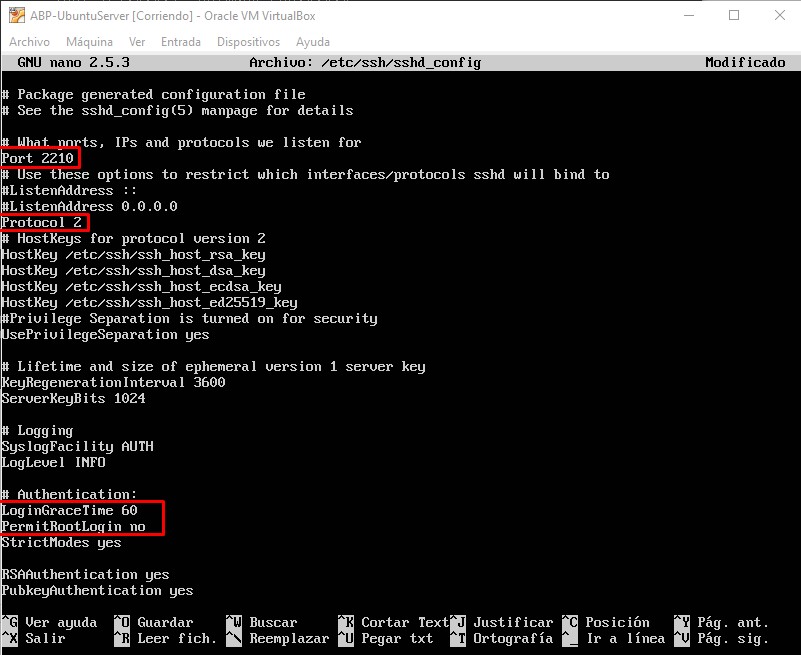 ABP-UbuntuServer [Corriendo] - Oracle VM VirtualBox
Archivo Máquina Ver Entrada Dispositivos Ayuda
GNU nano 2.5.3 Archivo: /etc/ssh/sshd_config Modificado
# Package generated configuration file
# See the sshd_config(5) manpage for details
# What ports, IPs and protocols we listen for
Port 2210
# Use these options to restrict which interfaces/protocols sshd will bind to
#ListenAddress ::
#ListenAddress 0.0.0.0
Protocol 2
# HostKeys for protocol version 2
HostKey /etc/ssh/ssh_host_rsa_key
HostKey /etc/ssh/ssh_host_dsa_key
HostKey /etc/ssh/ssh_host_ecdsa_key
HostKey /etc/ssh/ssh_host_ed25519_key
#Privilege Separation is turned on for security
UsePrivilegeSeparation yes
# Lifetime and size of ephemeral version 1 server key
KeyRegenerationInterval 3600
ServerKeyBits 1024
# Logging
SyslogFacility AUTH
LogLevel INFO
# Authentication:
LoginGraceTime 60
PermitRootLogin no
StrictModes yes
RSAAuthentication yes
PubkeyAuthentication yes
^G Ver ayuda ^O Guardar ^W Buscar ^K Cortar Text ^J Justificar ^C Posición ^Y Pág. ant.
^X Salir ^R Leer fich. ^\ Reemplazar ^U Pegar txt ^T Ortografía ^_ Ir a línea ^V Pág. sig.